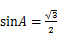 sinA = √3/2